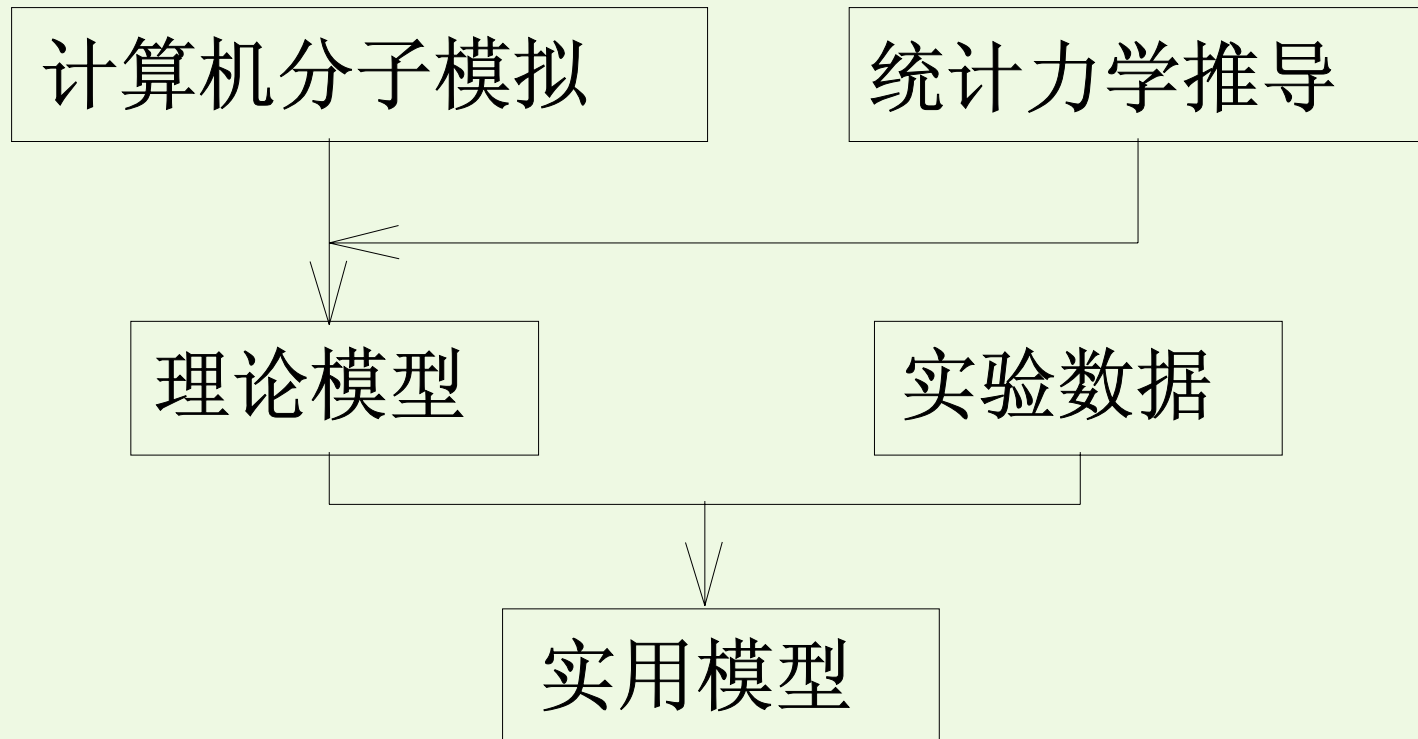 计算机分子模拟
统计力学推导
理论模型
实验数据
实用模型